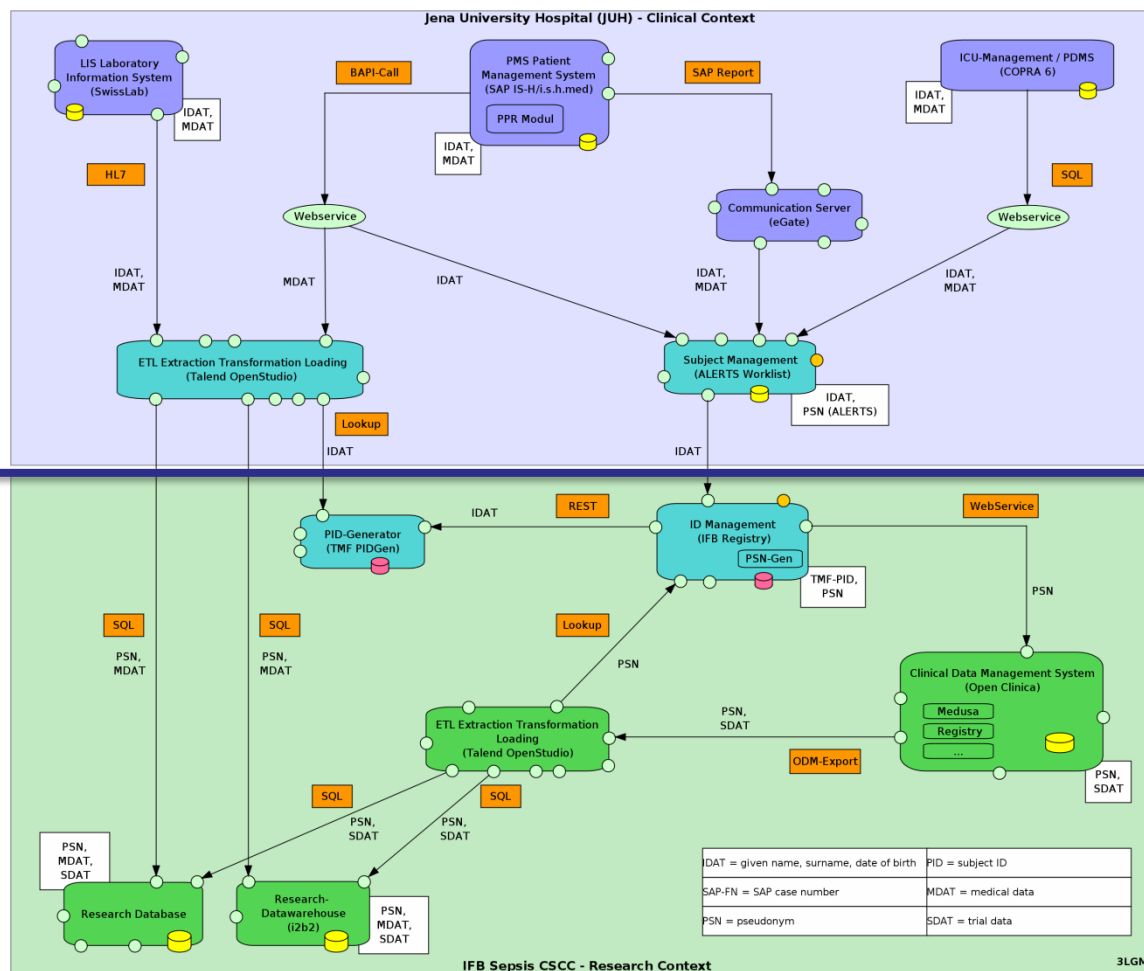 Jena University Hospital (JUH) - Clinical Context
LIS Laboratory
Information System
(SwissLab)
IDAT,
MDAT
BAPI-Call
PMS Patient
Management System
(SAP IS-H/i.s.h.med)
PPR Modul
IDAT,
MDAT
SAP Report
ICU-Management / PDMS
(COPRA 6)
IDAT,
MDAT
HL7
SQL
Webservice
Communication Server
(eGate)
Webservice
IDAT,
MDAT
MDAT
IDAT
IDAT,
MDAT
IDAT,
MDAT
ETL Extraction Transformation Loading
(Talend OpenStudio)
Subject Management
(ALERTS Worklist)
IDAT,
PSN (ALERTS)
Lookup
IDAT
IDAT
PID-Generator
(TMF PIDGen)
REST
IDAT
ID Management
(IFB Registry)
PSN-Gen
TMF-PID,
PSN
WebService
PSN
SQL
PSN,
MDAT
SQL
PSN,
MDAT
Lookup
PSN
Clinical Data Management System
(Open Clinica)
Medusa
Registry
...
PSN,
SDAT
ETL Extraction Transformation
Loading
(Talend OpenStudio)
PSN,
SDAT
ODM-Export
SQL
PSN,
SDAT
SQL
PSN,
SDAT
PSN,
MDAT,
SDAT
Research Database
Research-
Datawarehouse
(i2b2)
PSN,
MDAT,
SDAT
IDAT = given name, surname, date of birth
PID = subject ID
SAP-FN = SAP case number
MDAT = medical data
PSN = pseudonym
SDAT = trial data
IFB Sepsis CSCC - Research Context
3LGM